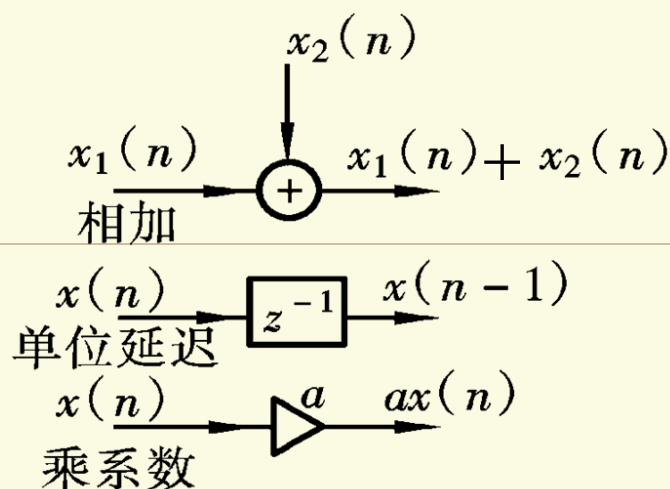 x₂(n)
x₁(n) + x₁(n) + x₂(n)
相加
x(n) z⁻¹ x(n − 1)
单位延迟
x(n) a ax(n)
乘系数